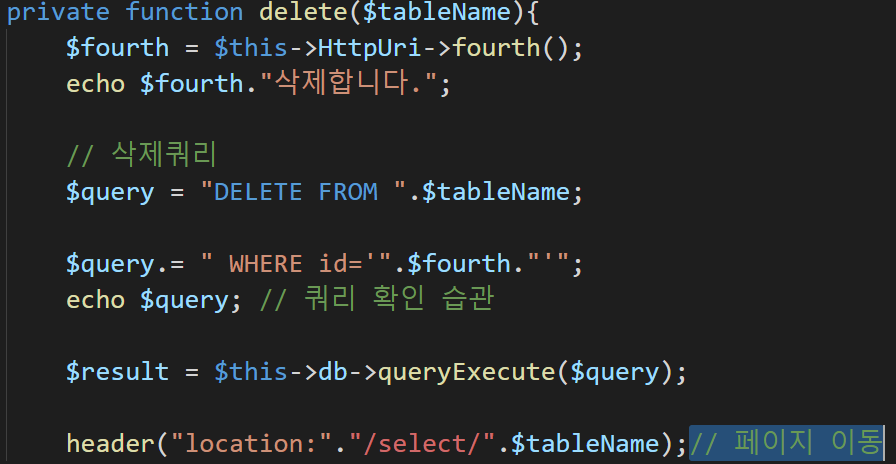 private function delete($tableName){
$fourth = $this->HttpUri->fourth();
echo $fourth."삭제합니다.";
// 삭제쿼리
$query = "DELETE FROM ".$tableName;
$query.= " WHERE id='".$fourth."'";
echo $query; // 쿼리 확인 습관
$result = $this->db->queryExecute($query);
header("location:"."/select/".$tableName);// 페이지 이동